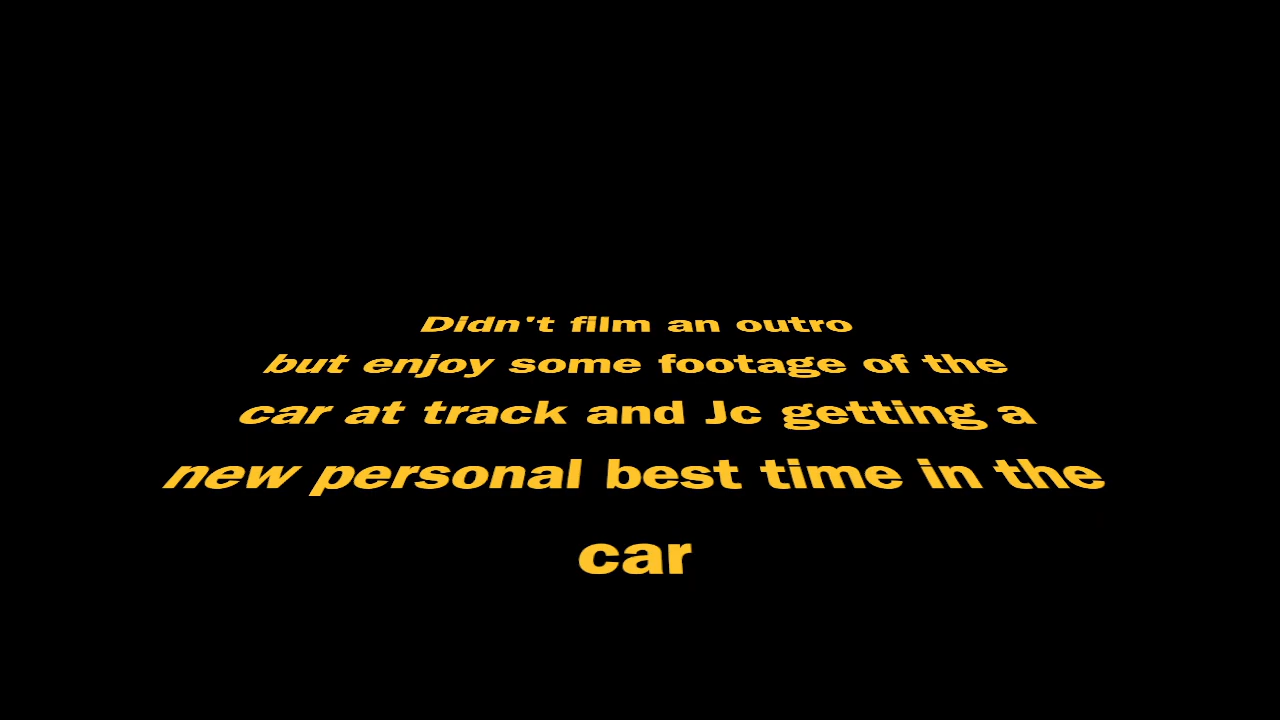 Didn't film an outro
but enjoy some footage of the
car at track and Jc getting a
new personal best time in the
car